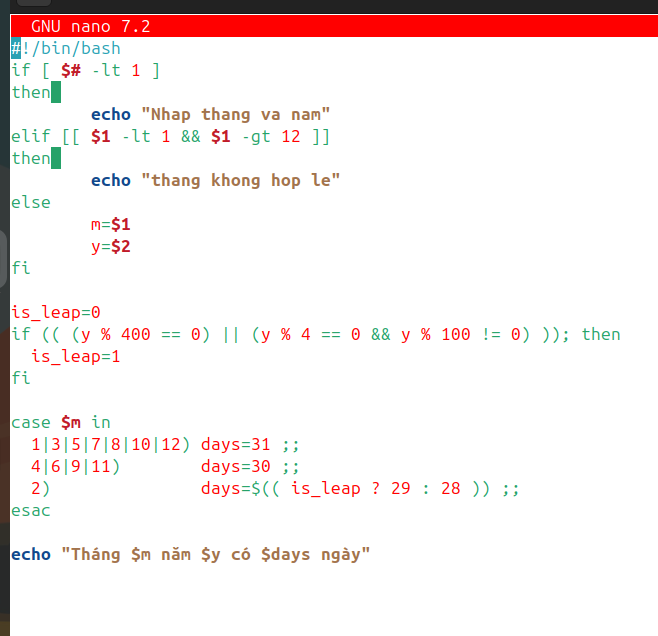 GNU nano 7.2
#!/bin/bash
if [ $# -lt 1 ]
then
        echo "Nhap thang va nam"
elif [[ $1 -lt 1 && $1 -gt 12 ]]
then
        echo "thang khong hop le"
else
        m=$1
        y=$2
fi

is_leap=0
if (( (y % 400 == 0) || (y % 4 == 0 && y % 100 != 0) )); then
  is_leap=1
fi

case $m in
  1|3|5|7|8|10|12) days=31 ;;
  4|6|9|11)        days=30 ;;
  2)               days=$(( is_leap ? 29 : 28 )) ;;
esac

echo "Tháng $m năm $y có $days ngày"